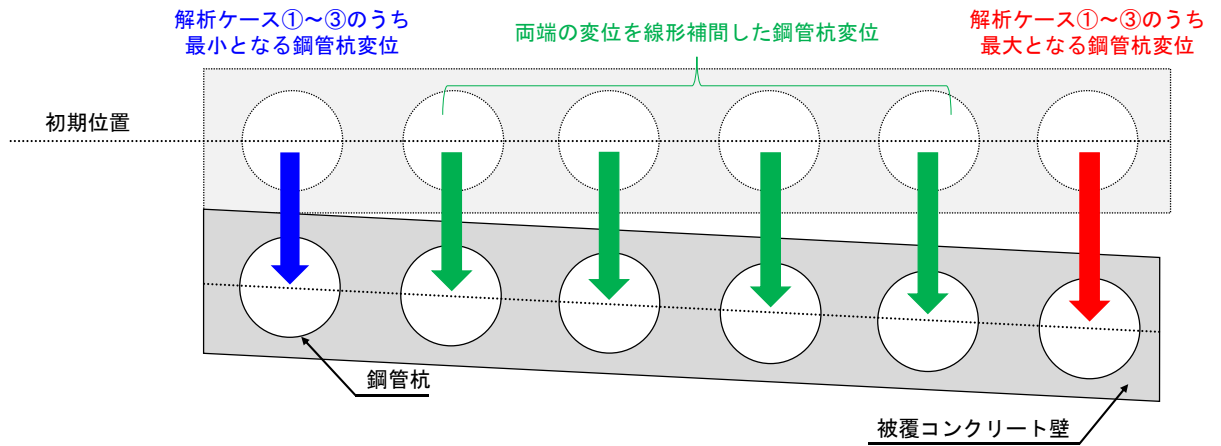 解析ケース①～③のうち
最小となる鋼管杭変位
両端の変位を線形補間した鋼管杭変位
解析ケース①～③のうち
最大となる鋼管杭変位
初期位置
鋼管杭
被覆コンクリート壁